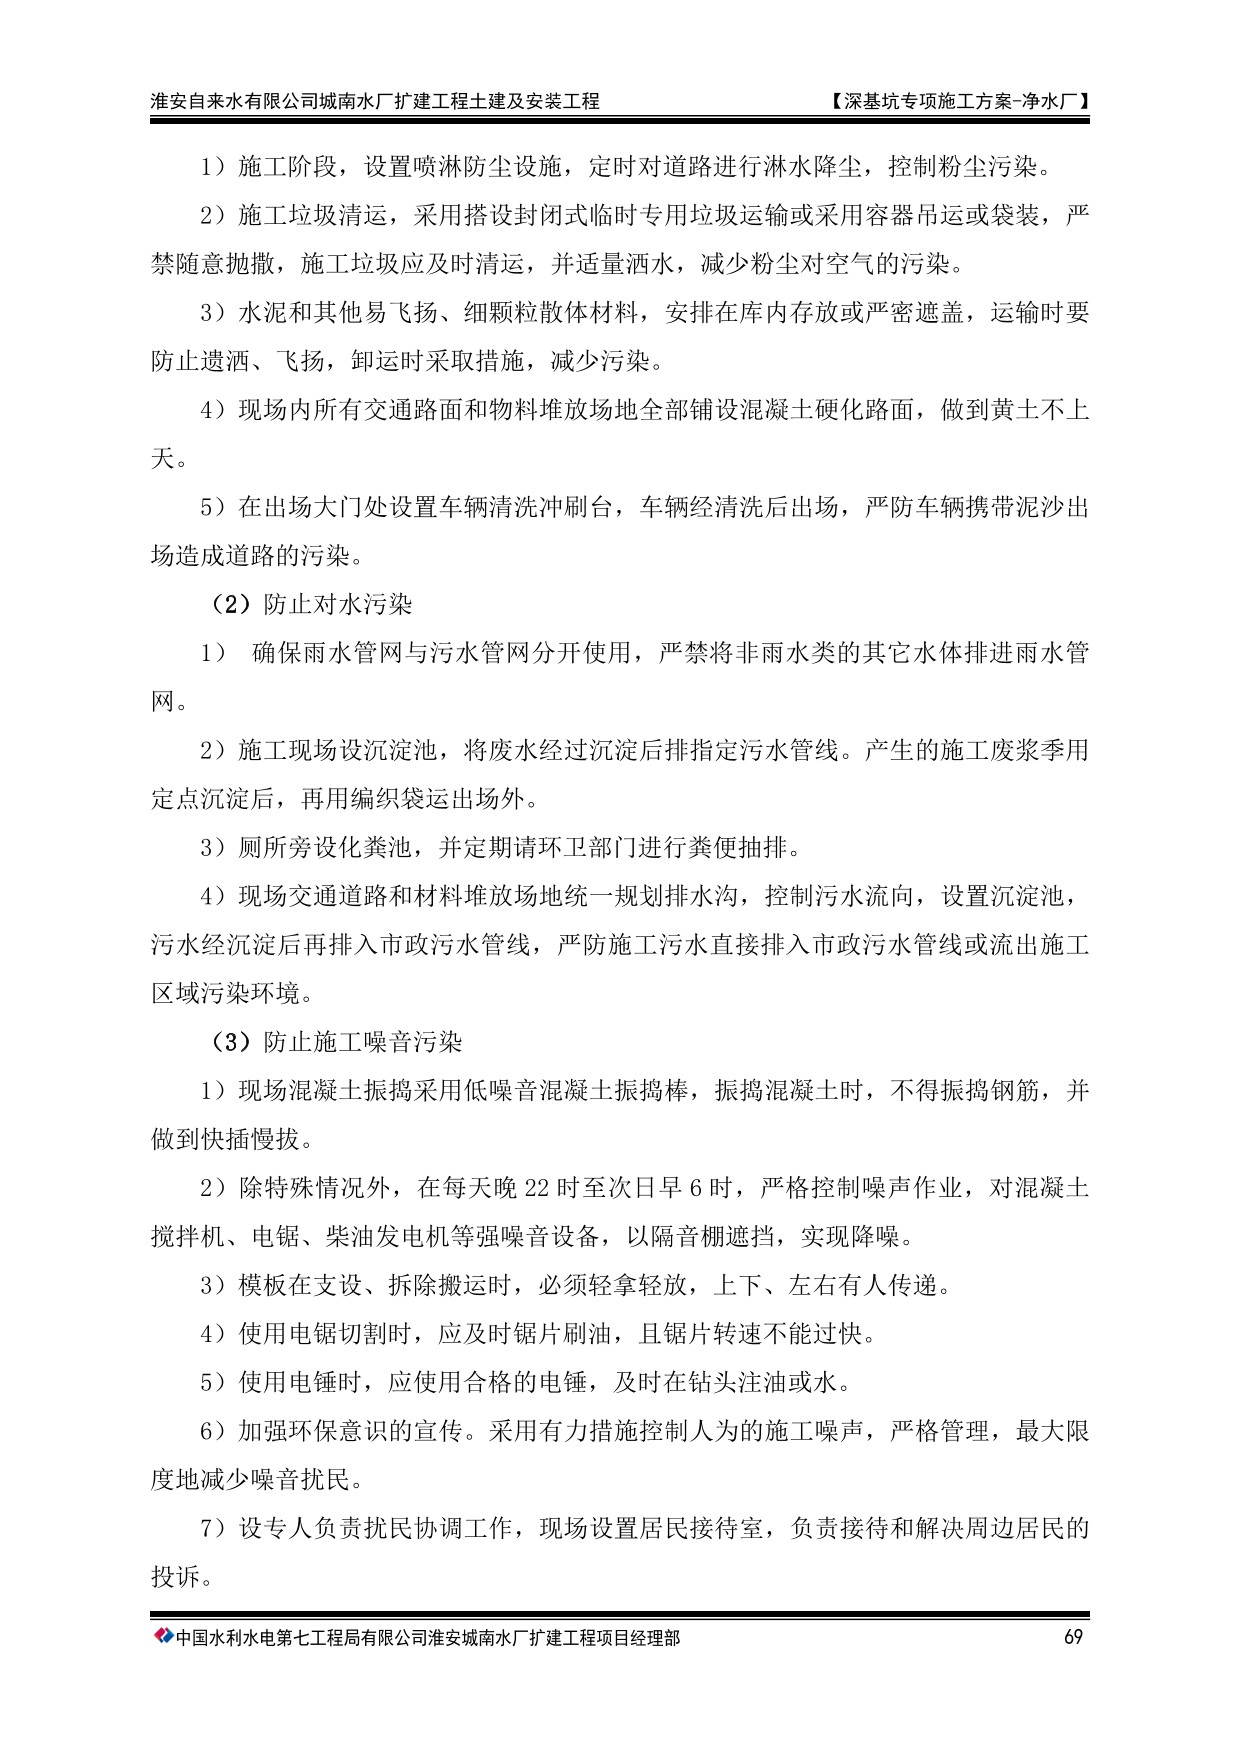 淮安自来水有限公司城南水厂扩建工程土建及安装工程 【深基坑专项施工方案-净水厂】
1）施工阶段，设置喷淋防尘设施，定时对道路进行淋水降尘，控制粉尘污染。
2）施工垃圾清运，采用搭设封闭式临时专用垃圾运输或采用容器吊运或袋装，严
禁随意抛撒，施工垃圾应及时清运，并适量洒水，减少粉尘对空气的污染。
3）水泥和其他易飞扬、细颗粒散体材料，安排在库内存放或严密遮盖，运输时要
防止遗洒、飞扬，卸运时采取措施，减少污染。
4）现场内所有交通路面和物料堆放场地全部铺设混凝土硬化路面，做到黄土不上
天。
5）在出场大门处设置车辆清洗冲刷台，车辆经清洗后出场，严防车辆携带泥沙出
场造成道路的污染。
（2）防止对水污染
1） 确保雨水管网与污水管网分开使用，严禁将非雨水类的其它水体排进雨水管
网。
2）施工现场设沉淀池，将废水经过沉淀后排指定污水管线。产生的施工废浆季用
定点沉淀后，再用编织袋运出场外。
3）厕所旁设化粪池，并定期请环卫部门进行粪便抽排。
4）现场交通道路和材料堆放场地统一规划排水沟，控制污水流向，设置沉淀池，
污水经沉淀后再排入市政污水管线，严防施工污水直接排入市政污水管线或流出施工
区域污染环境。
（3）防止施工噪音污染
1）现场混凝土振捣采用低噪音混凝土振捣棒，振捣混凝土时，不得振捣钢筋，并
做到快插慢拔。
2）除特殊情况外，在每天晚 22 时至次日早 6 时，严格控制噪声作业，对混凝土
搅拌机、电锯、柴油发电机等强噪音设备，以隔音棚遮挡，实现降噪。
3）模板在支设、拆除搬运时，必须轻拿轻放，上下、左右有人传递。
4）使用电锯切割时，应及时锯片刷油，且锯片转速不能过快。
5）使用电锤时，应使用合格的电锤，及时在钻头注油或水。
6）加强环保意识的宣传。采用有力措施控制人为的施工噪声，严格管理，最大限
度地减少噪音扰民。
7）设专人负责扰民协调工作，现场设置居民接待室，负责接待和解决周边居民的
投诉。
中国水利水电第七工程局有限公司淮安城南水厂扩建工程项目经理部 69